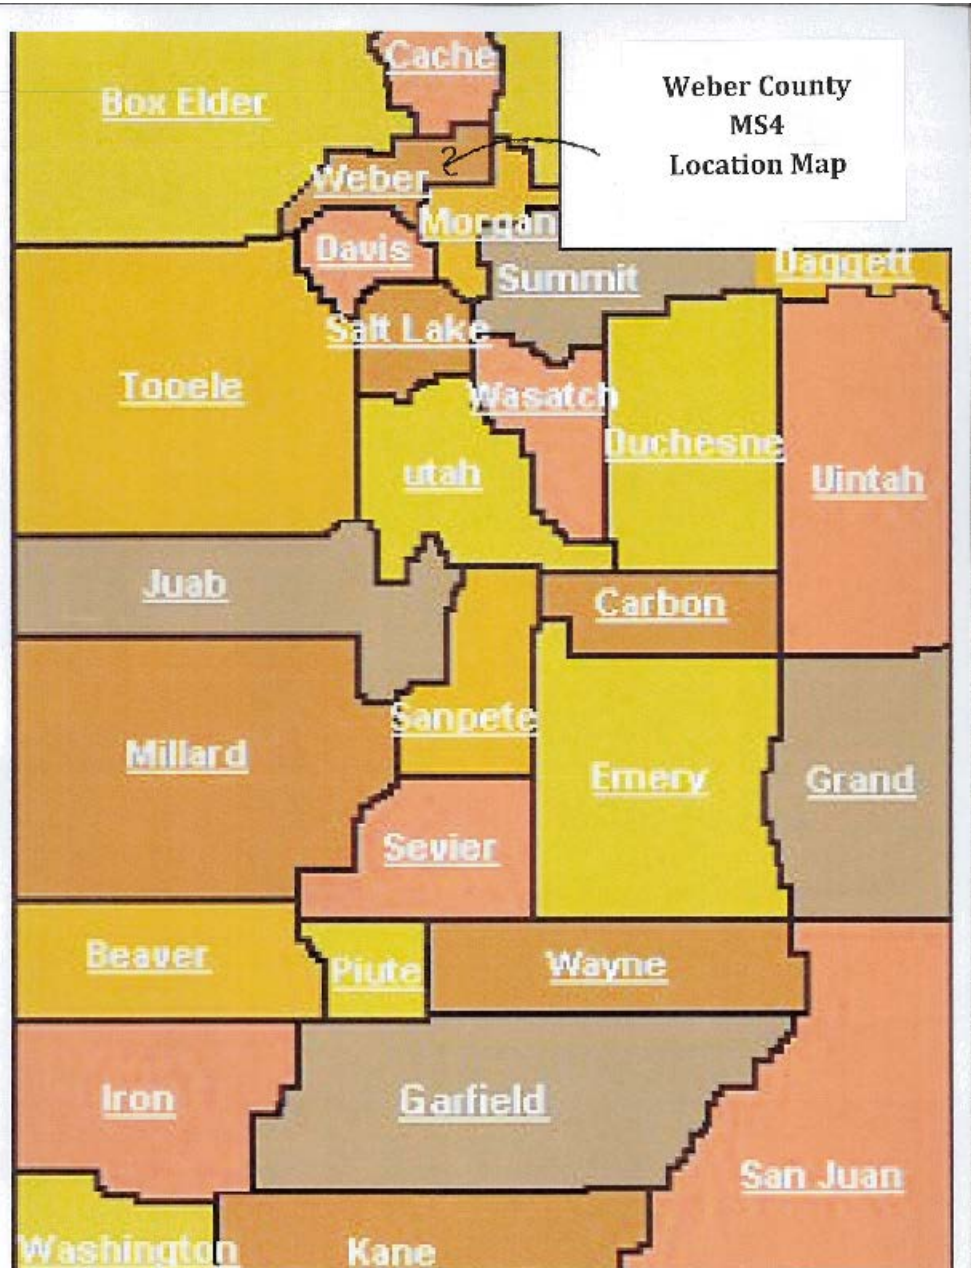 Cache
Box Elder
Weber County
MS4
Location Map
Weber
Morgan
Davis
Summit
Daggett
Salt Lake
Tooele
Wasatch
Duchesne
utah
Uintah
Juab
Carbon
Sanpete
Millard
Emery
Grand
Sevier
Beaver
Piute
Wayne
Iron
Garfield
San Juan
Washington
Kane